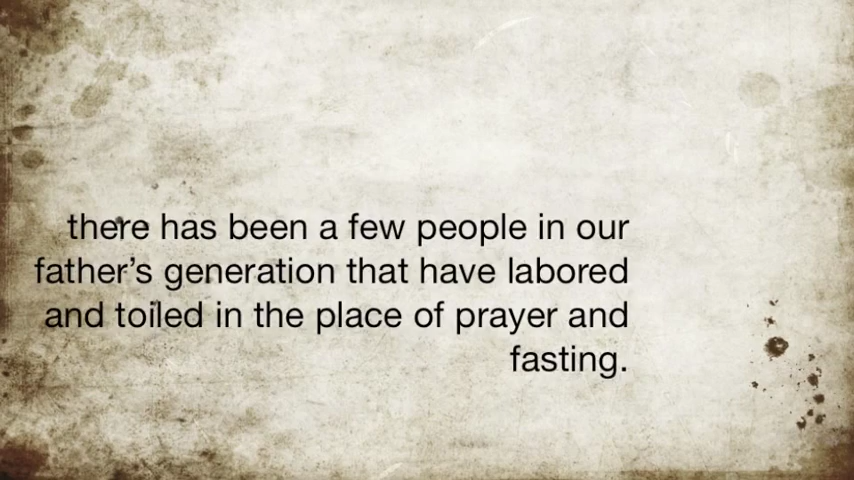 there has been a few people in our
father’s generation that have labored
and toiled in the place of prayer and
fasting.